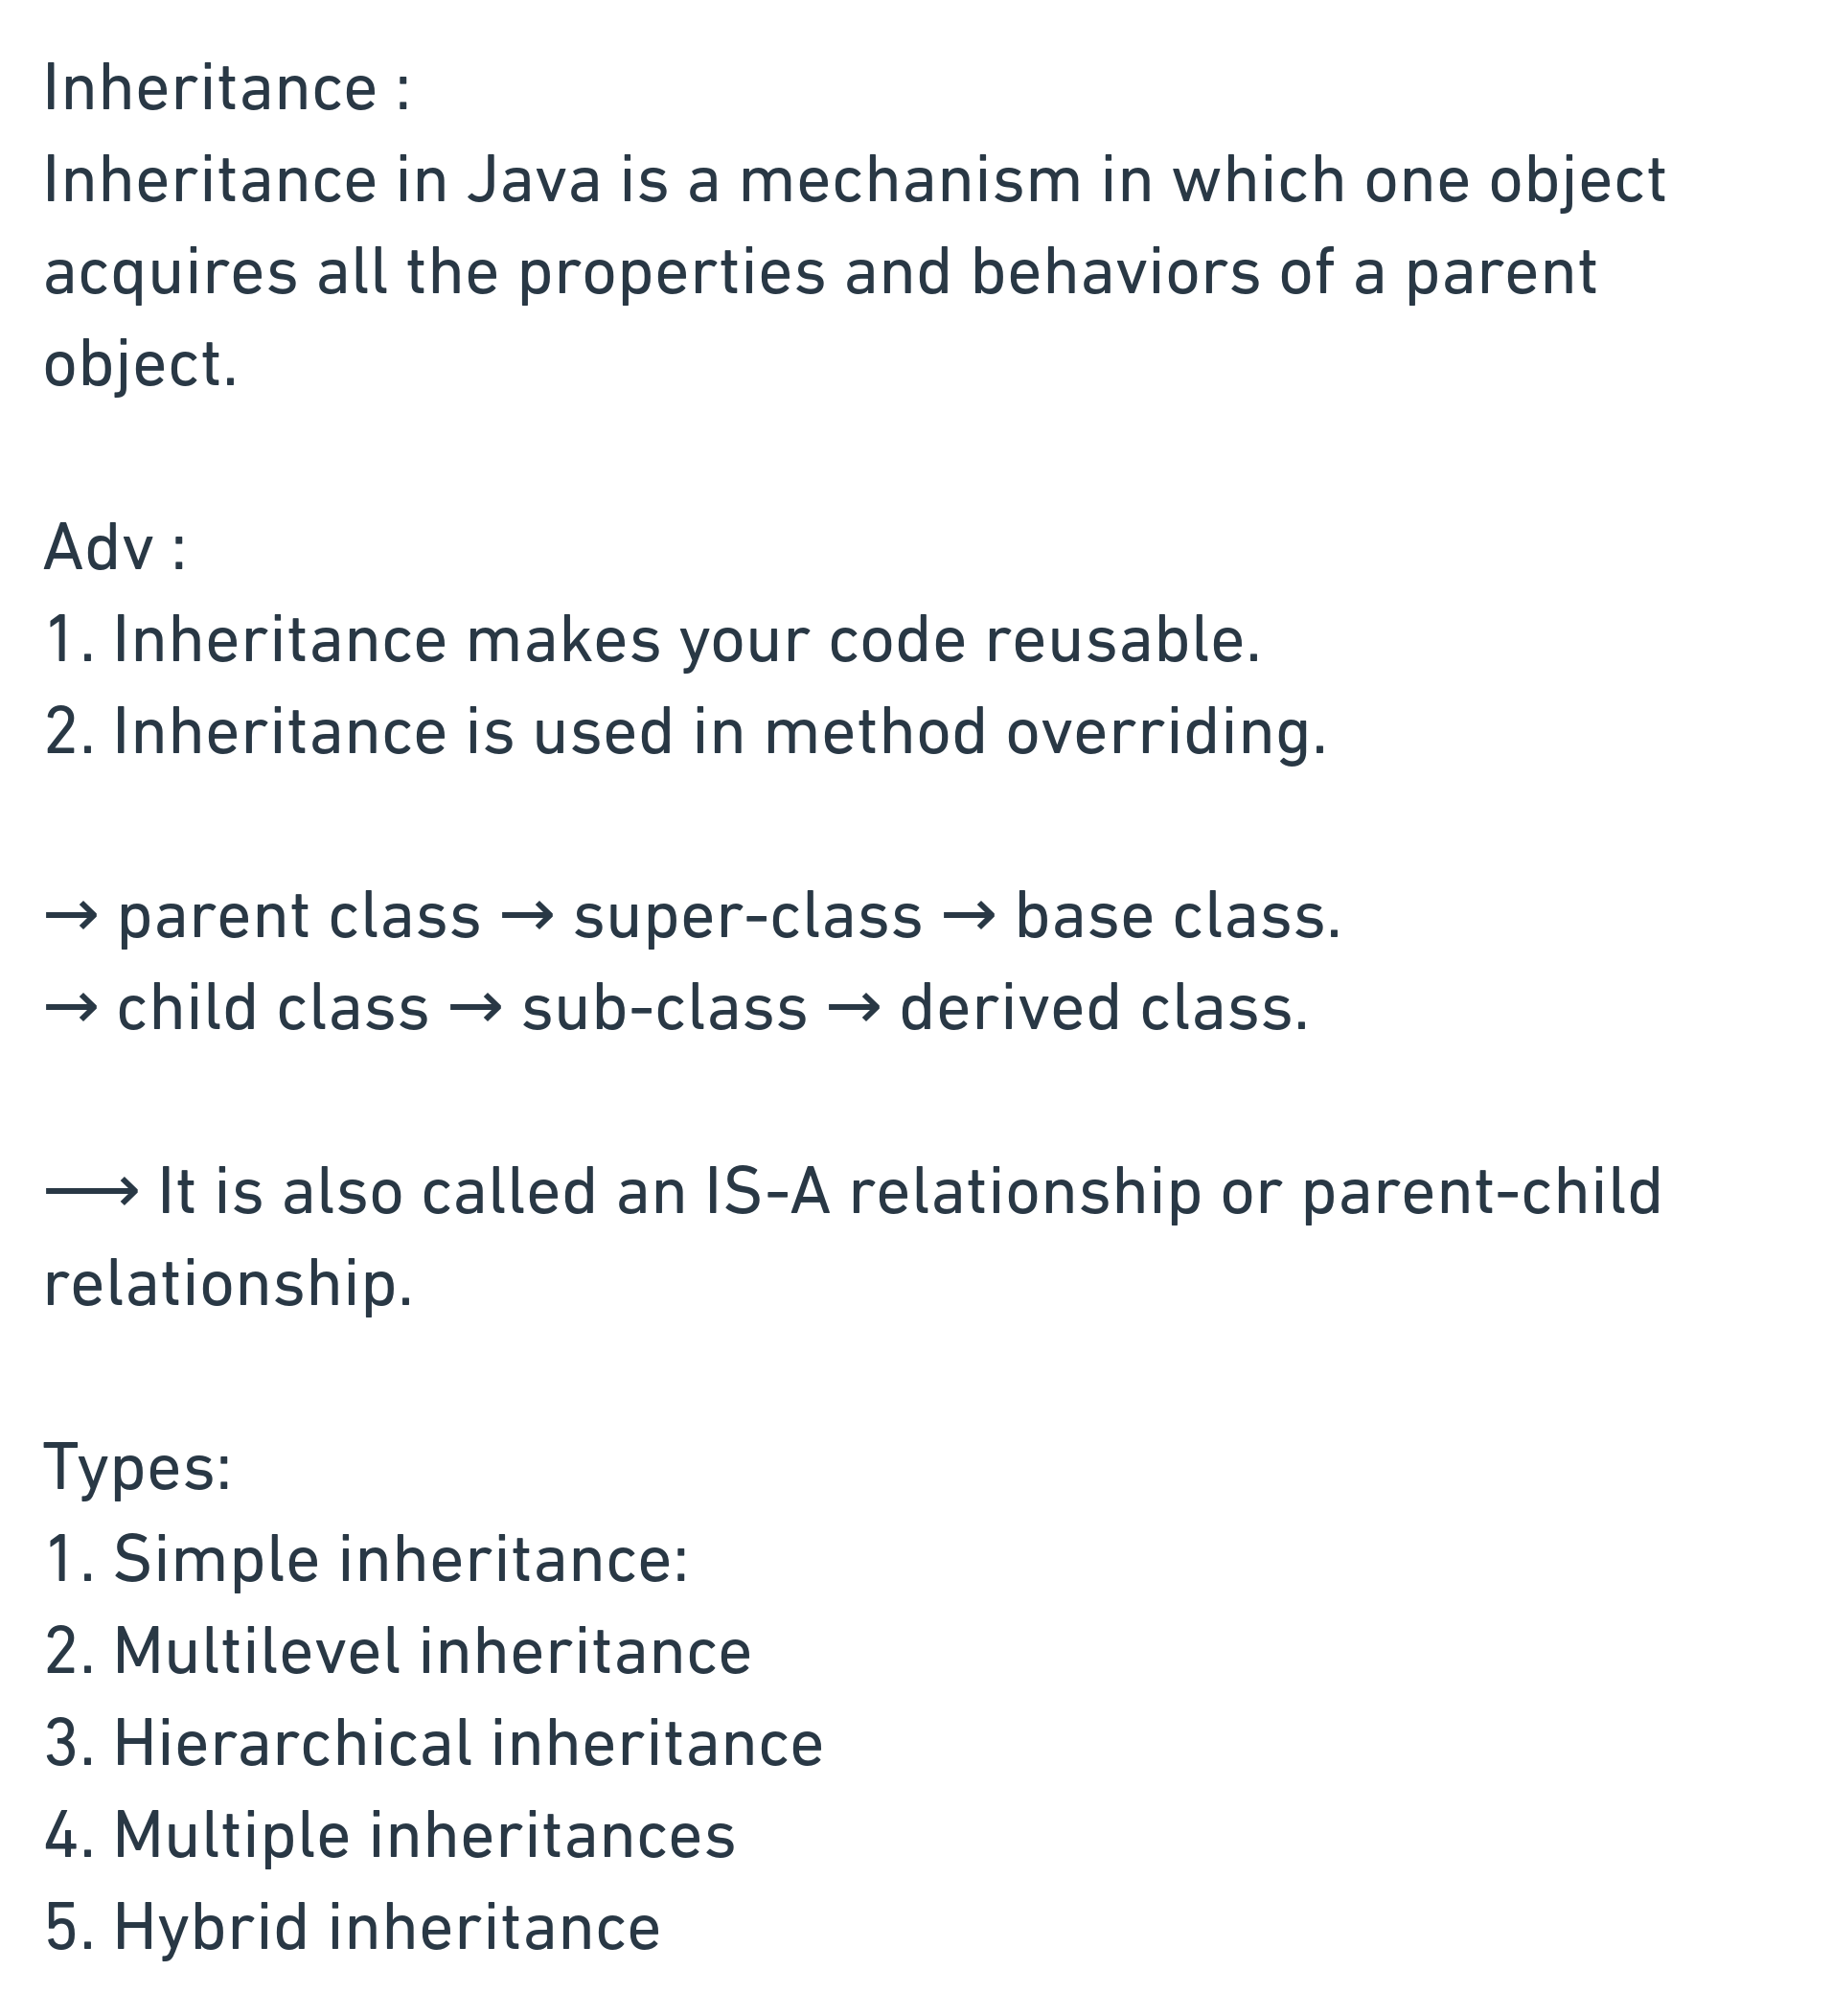 Inheritance :
Inheritance in Java is a mechanism in which one object
acquires all the properties and behaviors of a parent
object.
Adv :
1. Inheritance makes your code reusable.
2. Inheritance is used in method overriding.
→ parent class → super-class → base class.
→ child class → sub-class → derived class.
⟶ It is also called an IS-A relationship or parent-child
relationship.
Types:
1. Simple inheritance:
2. Multilevel inheritance
3. Hierarchical inheritance
4. Multiple inheritances
5. Hybrid inheritance